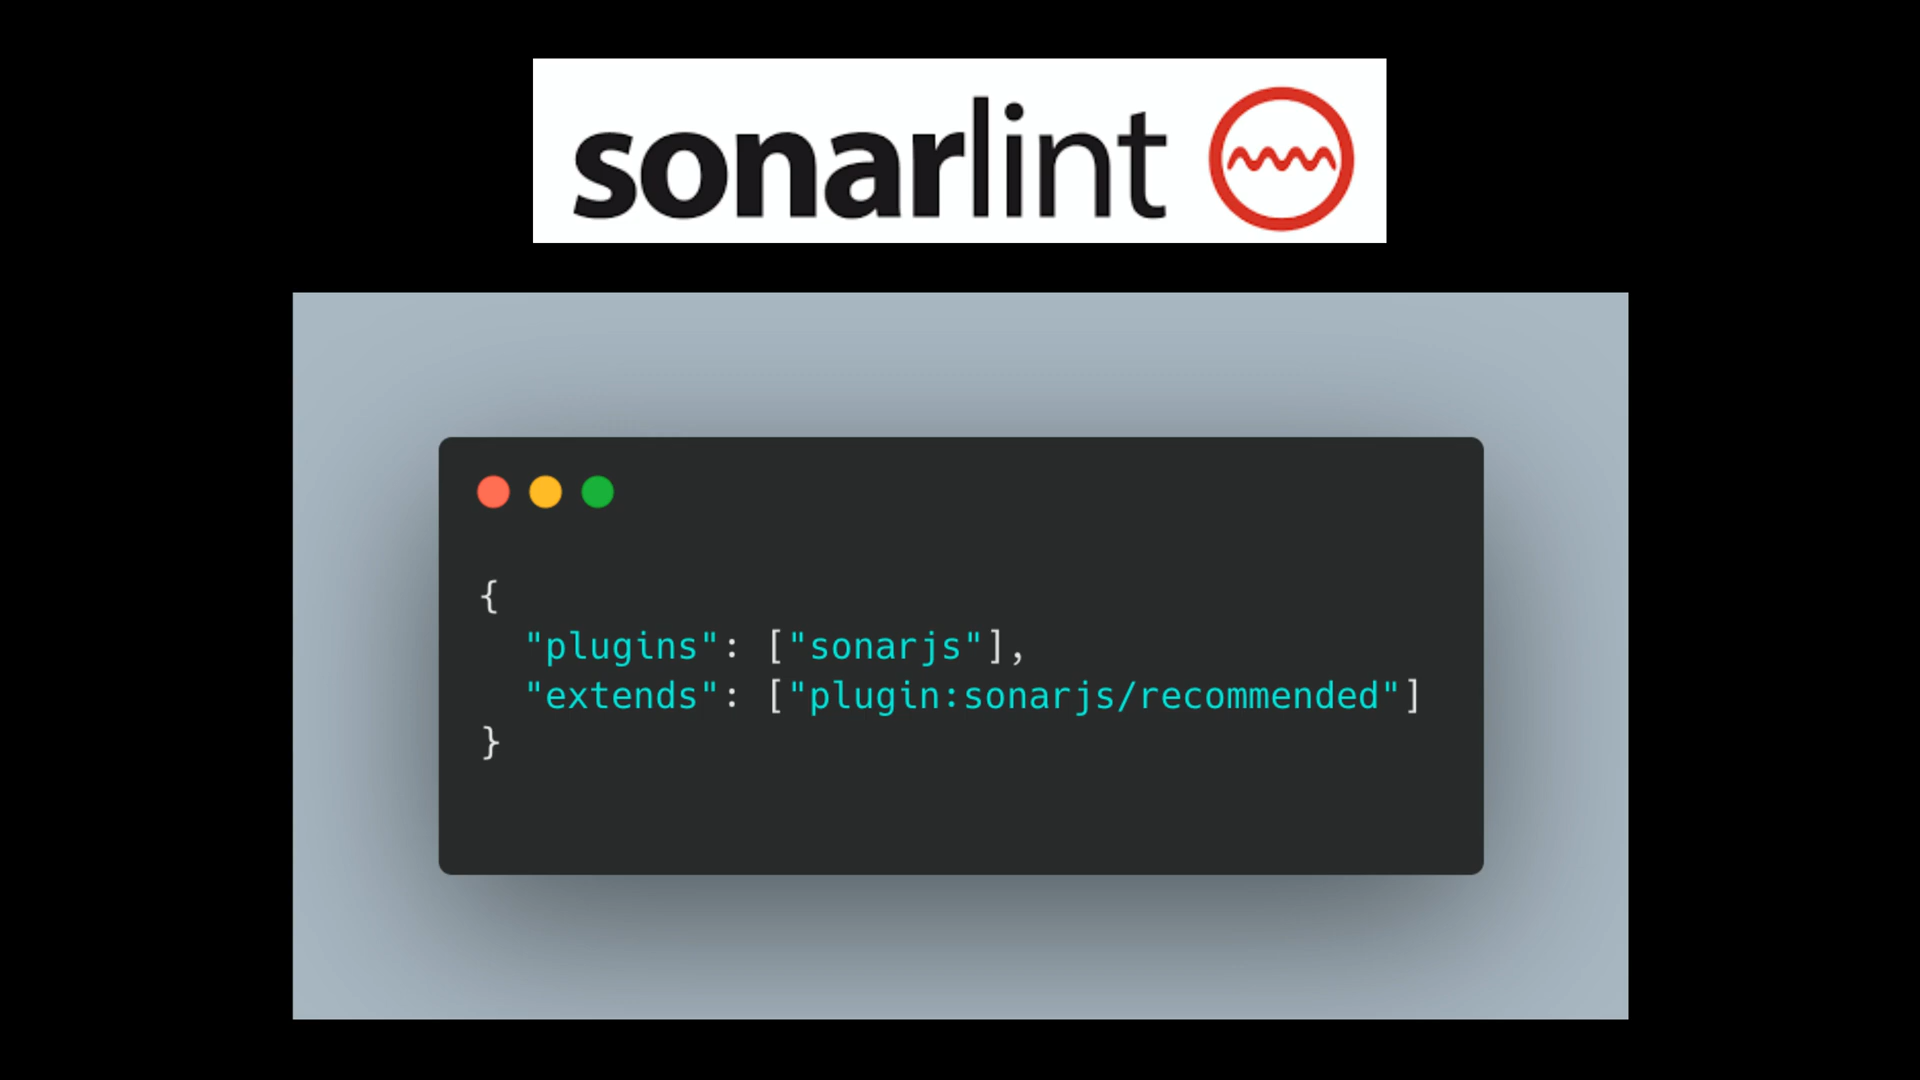 sonarlint
{
"plugins": ["sonarjs"],
"extends": ["plugin:sonarjs/recommended"]
}